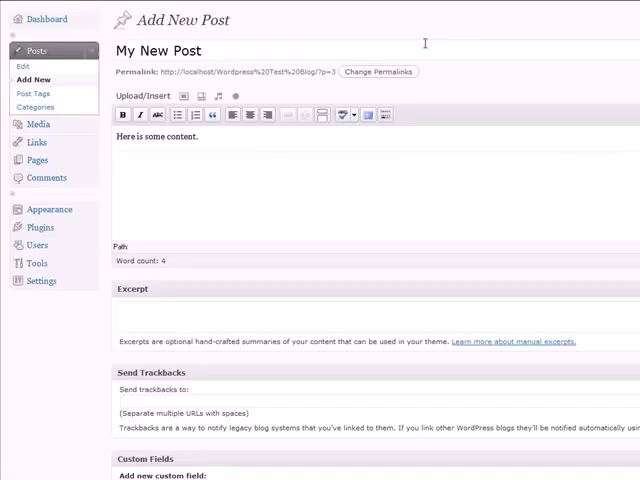 Dashboard
Posts
Edit
Add New
Post Tags
Categories
Media
Links
Pages
Comments
Appearance
Plugins
Users
Tools
Settings
Add New Post
My New Post
Permalink: http://localhost/Wordpress%20Test%20Blog/?p=3 Change Permalinks
Upload/Insert
B I ABC
Here is some content.
Path:
Word count: 4
Excerpt
Excerpts are optional hand-crafted summaries of your content that can be used in your theme. Learn more about manual excerpts.
Send Trackbacks
Send trackbacks to:
(Separate multiple URLs with spaces)
Trackbacks are a way to notify legacy blog systems that you've linked to them. If you link other WordPress blogs they'll be notified automatically
Custom Fields
Add new custom field: